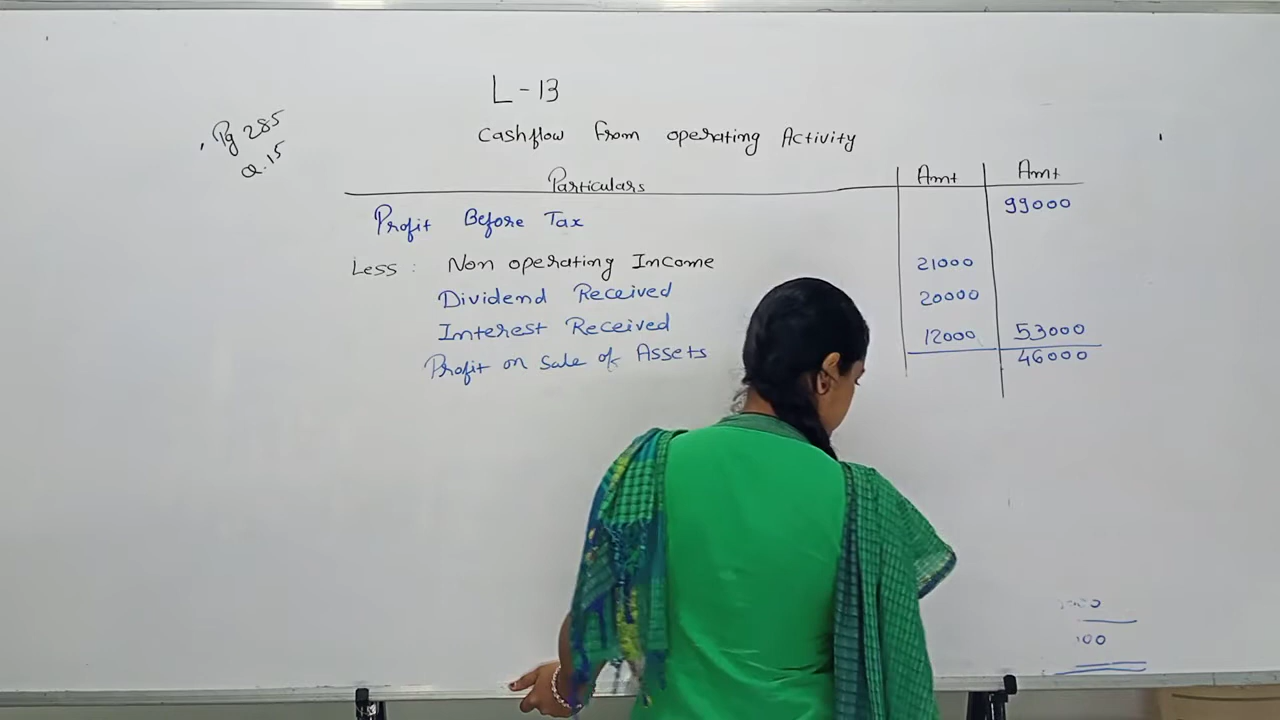 L - 13
Pg 285
Q.15
Cashflow from operating Activity
Particulars Amt Amt
Profit Before Tax 99000
Less : Non operating Income 21000
Dividend Received 20000
Interest Received 12000 53000
Profit on sale of Assets 46000
00